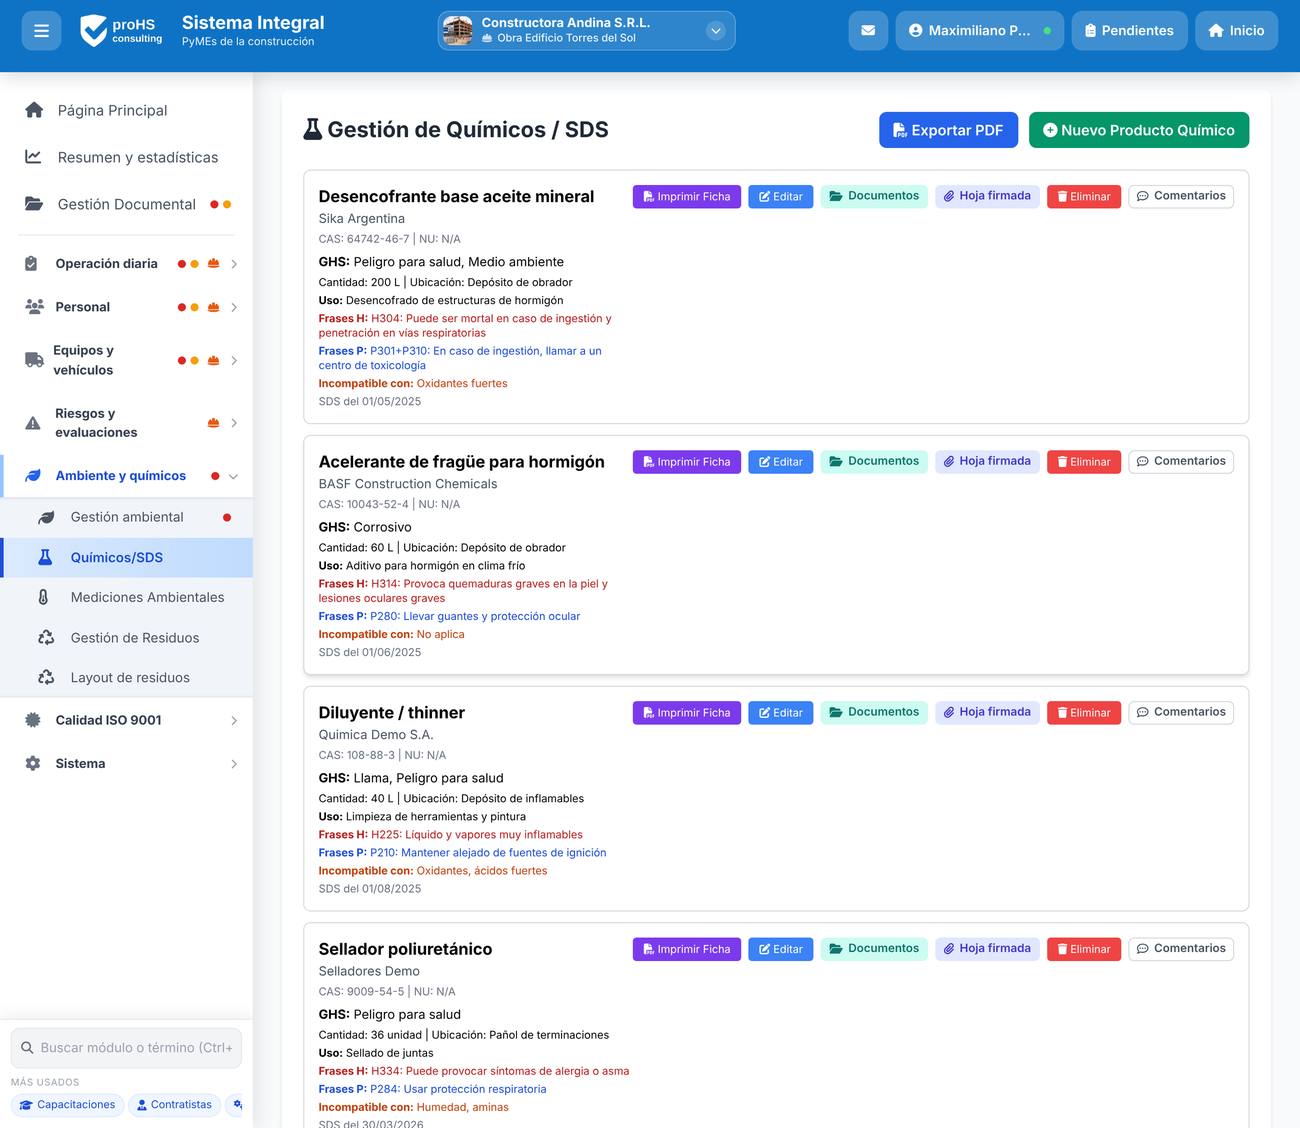 proHS
consulting
Sistema Integral
PyMEs de la construcción
Constructora Andina S.R.L.
Obra Edificio Torres del Sol
Maximiliano P...
Pendientes
Inicio
Página Principal
Resumen y estadísticas
Gestión Documental
Operación diaria
Personal
Equipos y
vehículos
Riesgos y
evaluaciones
Ambiente y químicos
Gestión ambiental
Químicos/SDS
Mediciones Ambientales
Gestión de Residuos
Layout de residuos
Calidad ISO 9001
Sistema
Buscar módulo o término (Ctrl+
MÁS USADOS
Capacitaciones
Contratistas
Gestión de Químicos / SDS
Exportar PDF
Nuevo Producto Químico
Desencofrante base aceite mineral
Imprimir Ficha
Editar
Documentos
Hoja firmada
Eliminar
Comentarios
Sika Argentina
CAS: 64742-46-7 | NU: N/A
GHS: Peligro para salud, Medio ambiente
Cantidad: 200 L | Ubicación: Depósito de obrador
Uso: Desencofrado de estructuras de hormigón
Frases H: H304: Puede ser mortal en caso de ingestión y
penetración en vías respiratorias
Frases P: P301+P310: En caso de ingestión, llamar a un
centro de toxicología
Incompatible con: Oxidantes fuertes
SDS del 01/05/2025
Acelerante de fragüe para hormigón
Imprimir Ficha
Editar
Documentos
Hoja firmada
Eliminar
Comentarios
BASF Construction Chemicals
CAS: 10043-52-4 | NU: N/A
GHS: Corrosivo
Cantidad: 60 L | Ubicación: Depósito de obrador
Uso: Aditivo para hormigón en clima frío
Frases H: H314: Provoca quemaduras graves en la piel y
lesiones oculares graves
Frases P: P280: Llevar guantes y protección ocular
Incompatible con: No aplica
SDS del 01/06/2025
Diluyente / thinner
Imprimir Ficha
Editar
Documentos
Hoja firmada
Eliminar
Comentarios
Quimica Demo S.A.
CAS: 108-88-3 | NU: N/A
GHS: Llama, Peligro para salud
Cantidad: 40 L | Ubicación: Depósito de inflamables
Uso: Limpieza de herramientas y pintura
Frases H: H225: Líquido y vapores muy inflamables
Frases P: P210: Mantener alejado de fuentes de ignición
Incompatible con: Oxidantes, ácidos fuertes
SDS del 01/08/2025
Sellador poliuretánico
Imprimir Ficha
Editar
Documentos
Hoja firmada
Eliminar
Comentarios
Selladores Demo
CAS: 9009-54-5 | NU: N/A
GHS: Peligro para salud
Cantidad: 36 unidad | Ubicación: Pañol de terminaciones
Uso: Sellado de juntas
Frases H: H334: Puede provocar síntomas de alergia o asma
Frases P: P284: Usar protección respiratoria
Incompatible con: Humedad, aminas
SDS del 30/03/2026